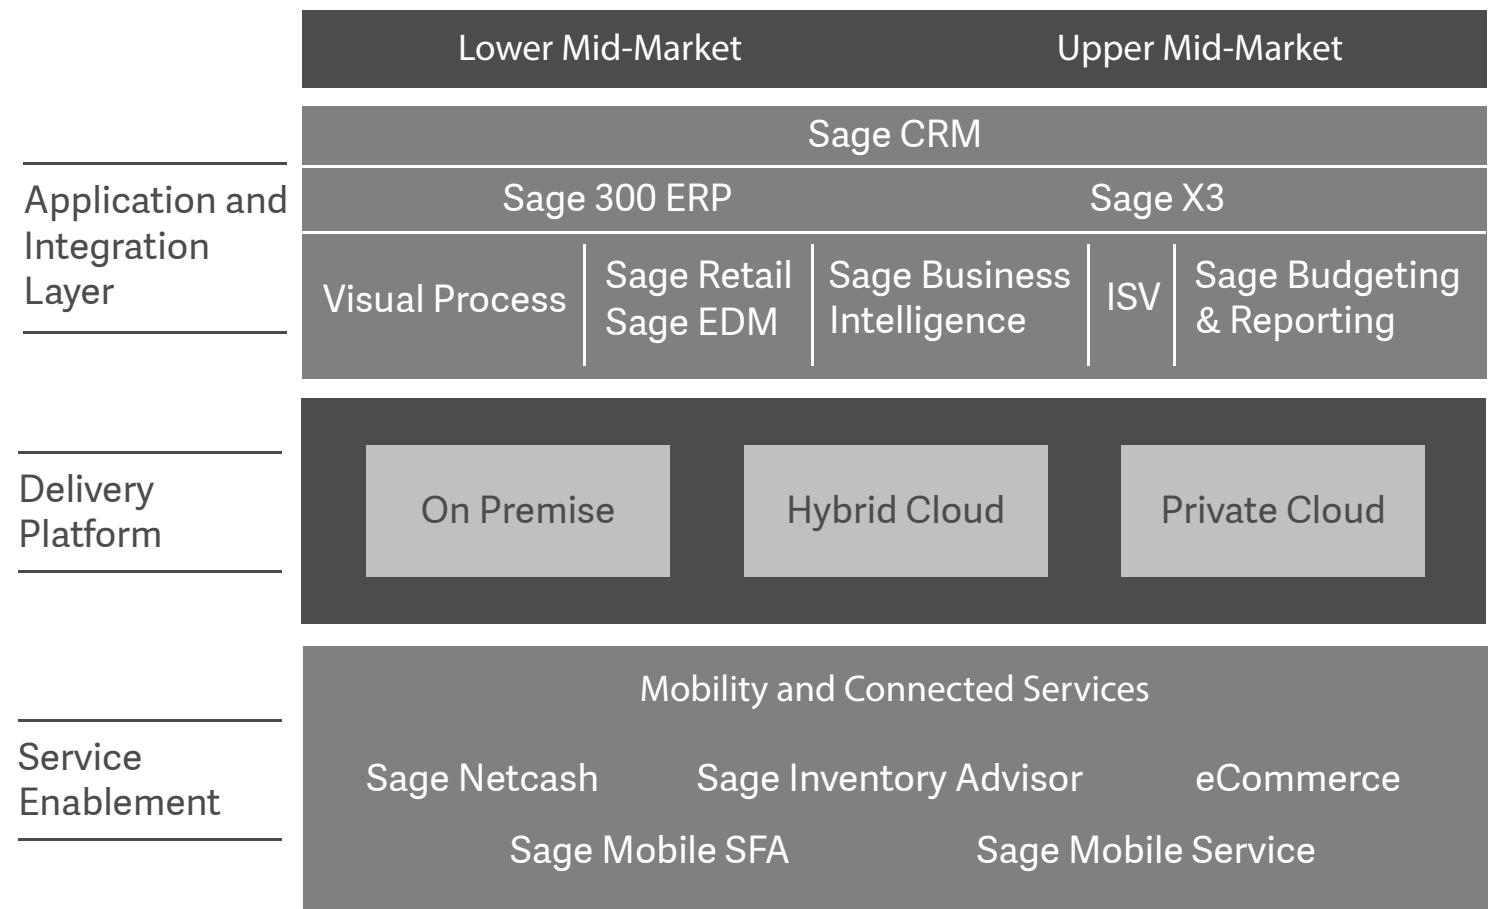 Lower Mid-Market
Upper Mid-Market
Sage CRM
Application and
Integration
Layer
Sage 300 ERP
Sage X3
Visual Process
Sage Retail
Sage EDM
Sage Business
Intelligence
ISV
Sage Budgeting
& Reporting
Delivery
Platform
On Premise
Hybrid Cloud
Private Cloud
Service
Enablement
Mobility and Connected Services
Sage Netcash
Sage Inventory Advisor
eCommerce
Sage Mobile SFA
Sage Mobile Service